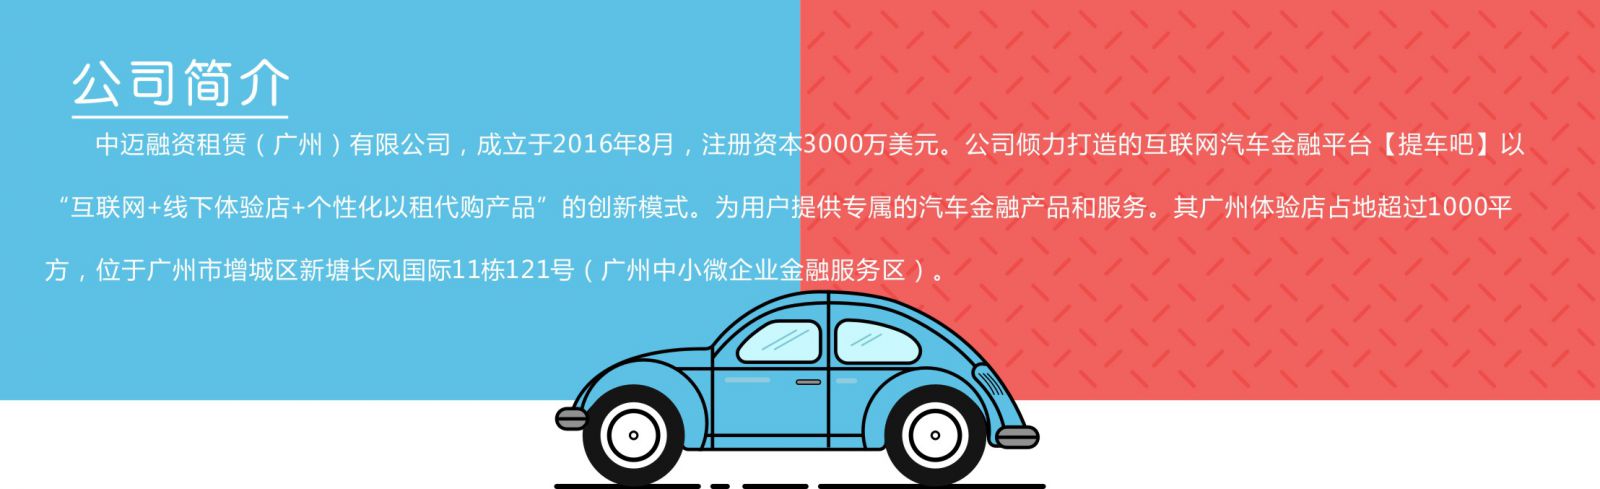 公司简介
中迈融资租赁（广州）有限公司，成立于2016年8月，注册资本3000万美元。公司倾力打造的互联网汽车金融平台【提车吧】以
“互联网+线下体验店+个性化以租代购产品”的创新模式。为用户提供专属的汽车金融产品和服务。其广州体验店占地超过1000平
方，位于广州市增城区新塘长风国际11栋121号（广州中小微企业金融服务区）。